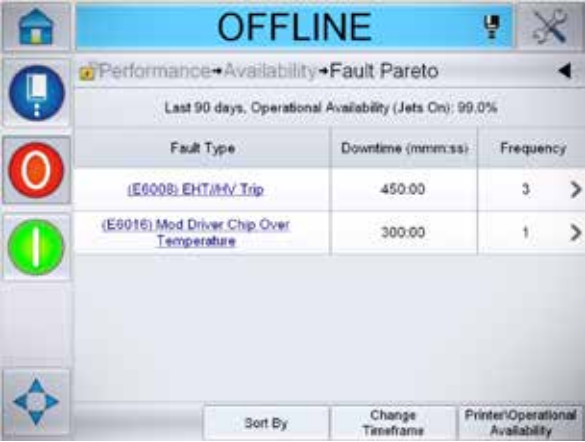 OFFLINE
Performance→Availability→Fault Pareto
Last 90 days, Operational Availability (Jets On): 99.0%
Fault Type Downtime (mmm:ss) Frequency
(E6008) EHT//HV Trip 450:00 3
(E6016) Mod Driver Chip Over
Temperature 300:00 1
Sort By
Change
Timeframe
Printer\Operational
Availability